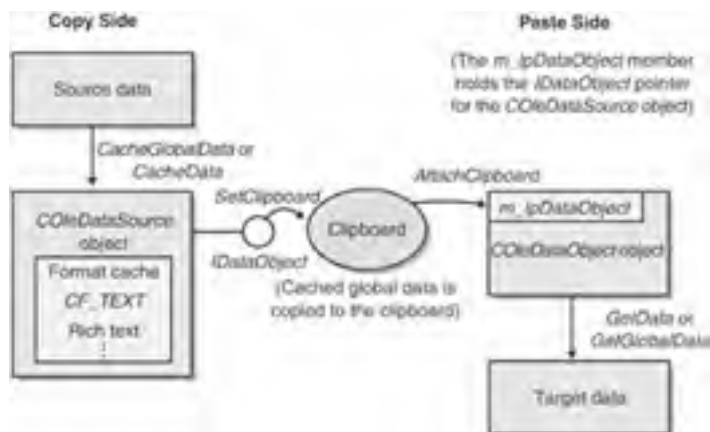 Copy Side
Paste Side
(The m_lpDataObject member
holds the IDataObject pointer
for the COleDataSource object)
Source data
CacheGlobalData or
CacheData
SetClipboard
AttachClipboard
COleDataSource
object
Format cache
CF_TEXT
Rich text
IDataObject
Clipboard
(Cached global data is
copied to the clipboard)
m_lpDataObject
COleDataObject object
GetData or
GetGlobalData
Target data